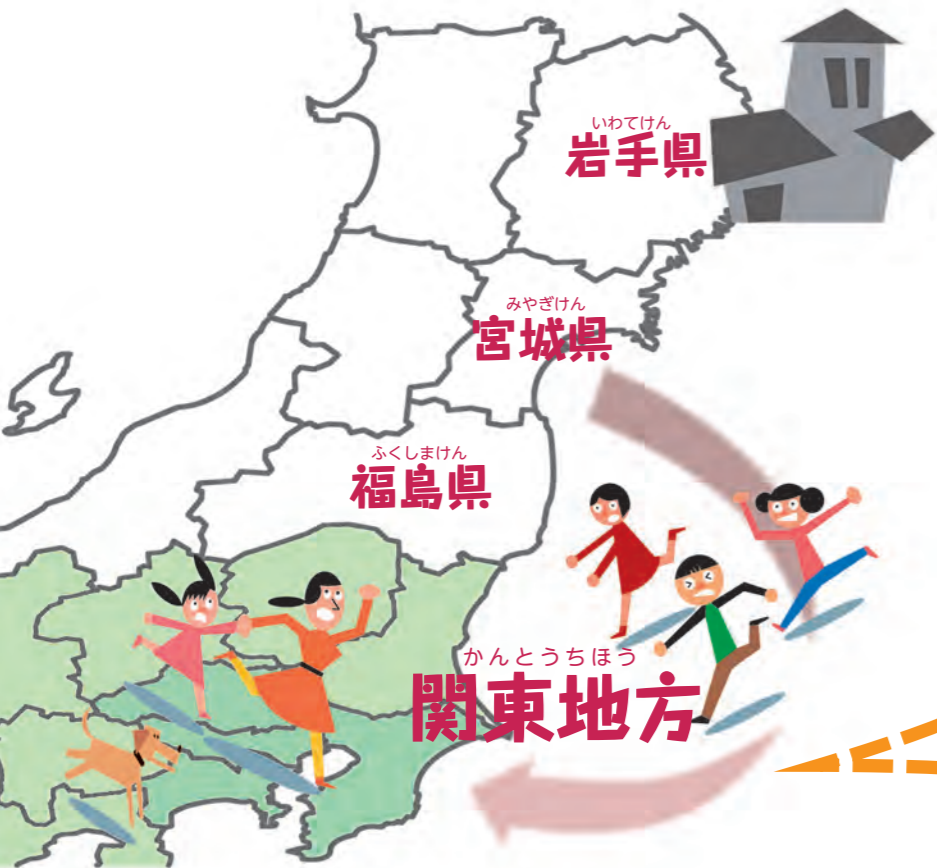 いわてけん
岩手県
みやぎけん
宮城県
ふくしまけん
福島県
かんとうちほう
関東地方